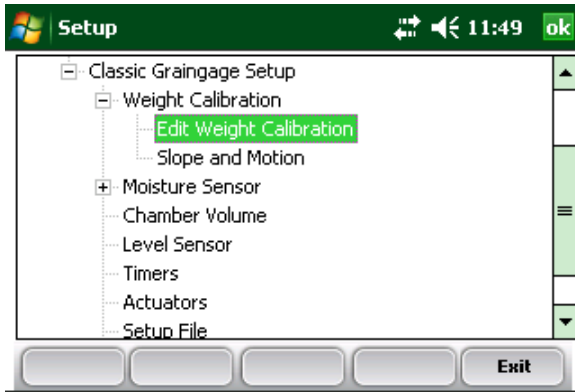 Setup 11:49 ok
Classic Graingage Setup
Weight Calibration
Edit Weight Calibration
Slope and Motion
Moisture Sensor
Chamber Volume
Level Sensor
Timers
Actuators
Setup File
Exit